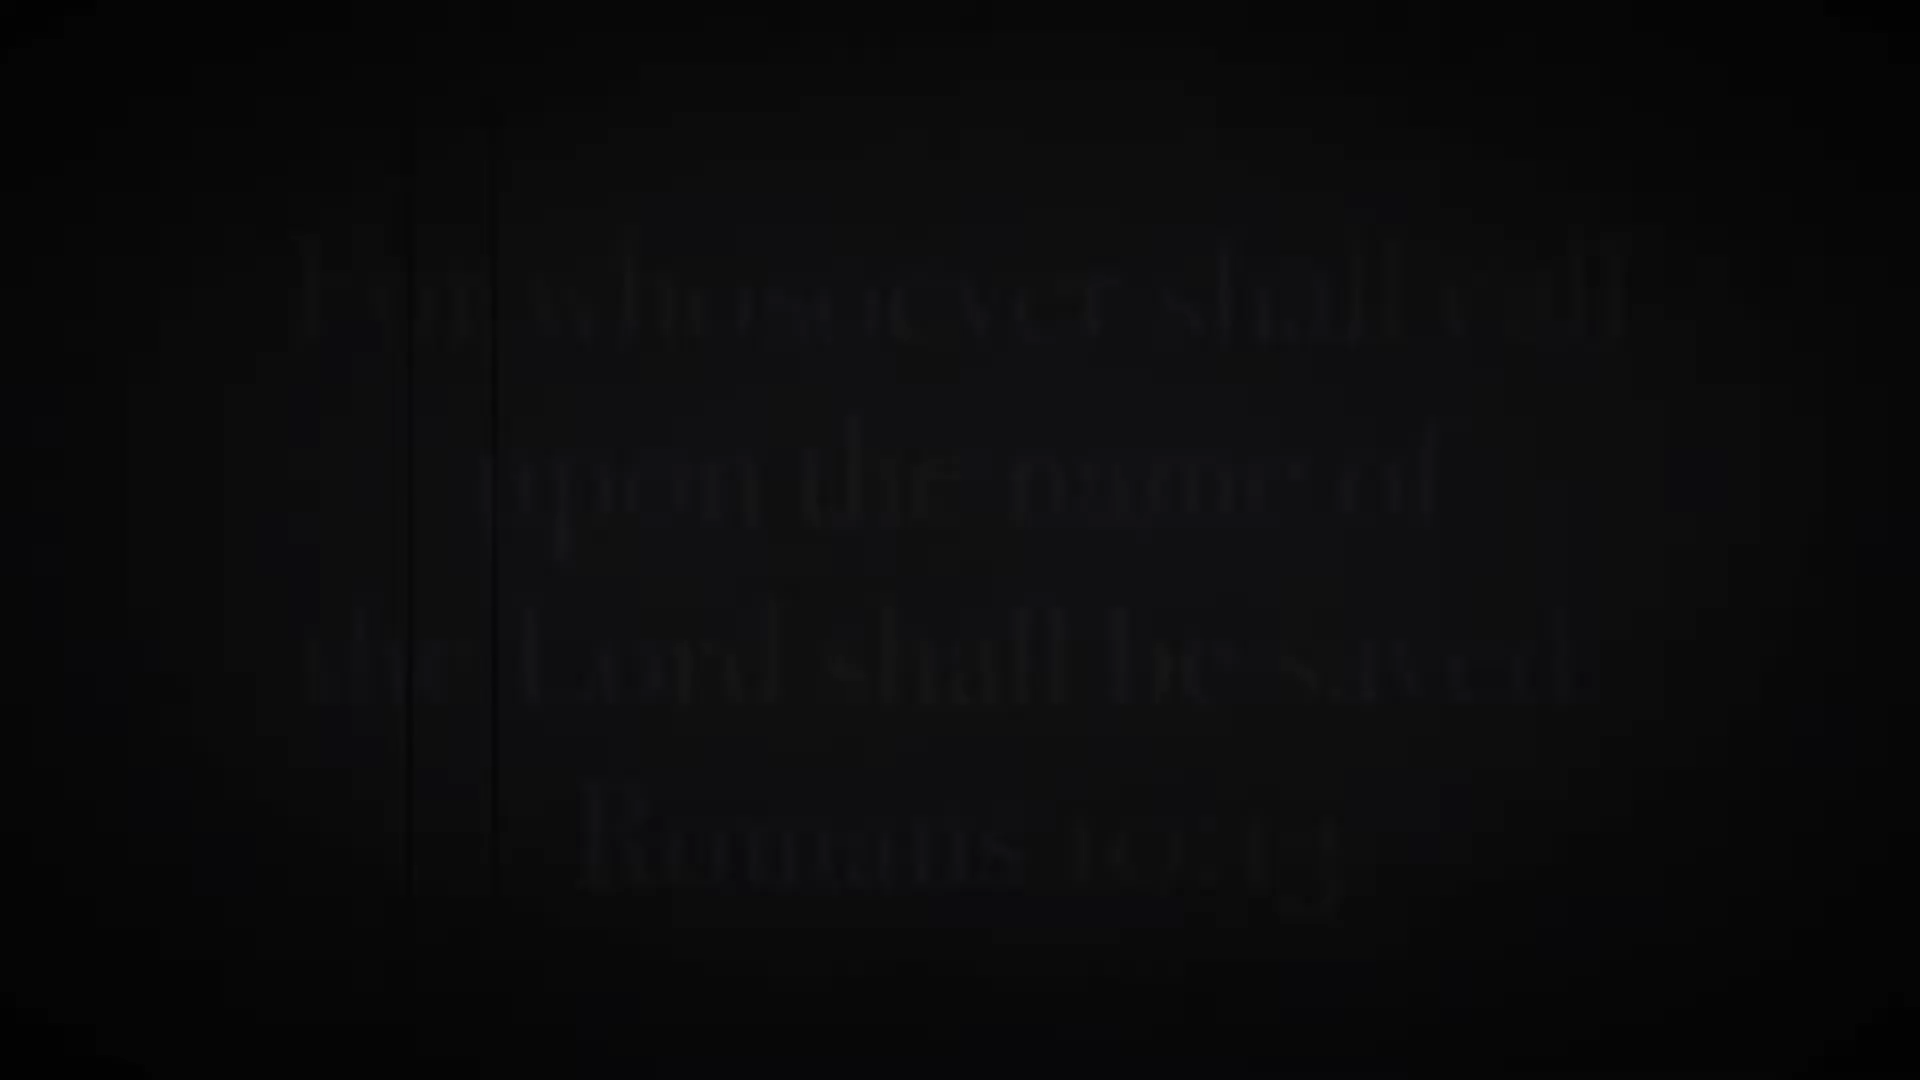 For whosoever shall call
upon the name of
the Lord shall be saved
Romans 10:13